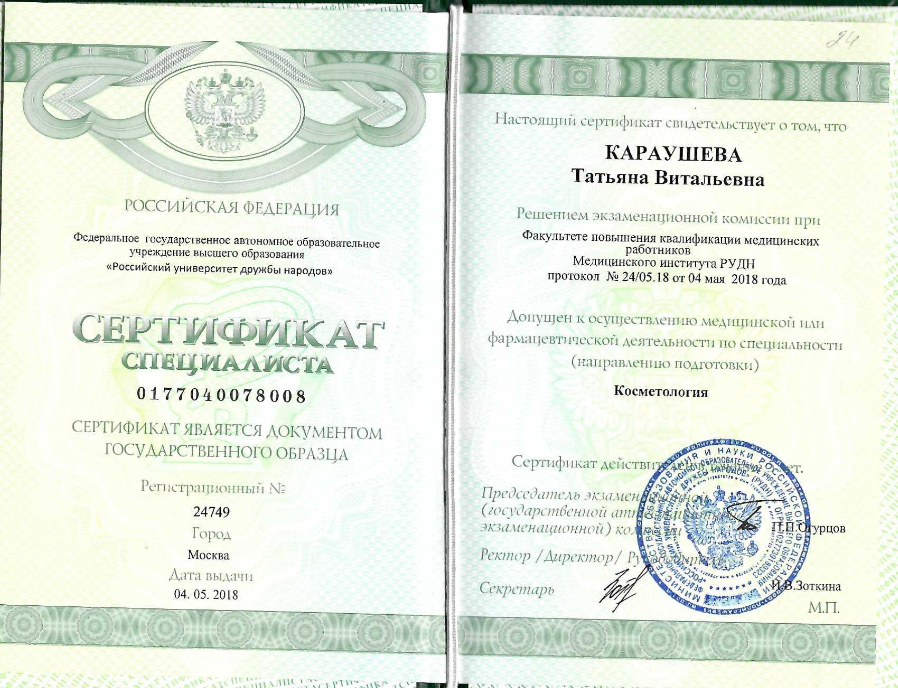 РОССИЙСКАЯ ФЕДЕРАЦИЯ
Федеральное государственное автономное образовательное
учреждение высшего образования
«Российский университет дружбы народов»
СЕРТИФИКАТ
СПЕЦИАЛИСТА
0177040078008
СЕРТИФИКАТ ЯВЛЯЕТСЯ ДОКУМЕНТОМ
ГОСУДАРСТВЕННОГО ОБРАЗЦА
Регистрационный №
24749
Город
Москва
Дата выдачи
04. 05. 2018
24
Настоящий сертификат свидетельствует о том, что
КАРАУШЕВА
Татьяна Витальевна
Решением экзаменационной комиссии при
Факультете повышения квалификации медицинских
работников
Медицинского института РУДН
протокол № 24/05.18 от 04 мая 2018 года
Допущен к осуществлению медицинской или
фармацевтической деятельности по специальности
(направлению подготовки)
Косметология
Сертификат лет.
Председатель
(государственной
экзаменационной)
П.П.Огурцов
Ректор /Директор/
Секретарь
И.В.Зоткина
М.П.